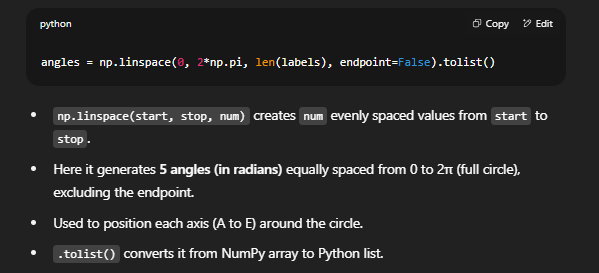 python
Copy
Edit
angles = np.linspace(0, 2*np.pi, len(labels), endpoint=False).tolist()
np.linspace(start, stop, num) creates num evenly spaced values from start to
stop.
Here it generates 5 angles (in radians) equally spaced from 0 to 2π (full circle),
excluding the endpoint.
Used to position each axis (A to E) around the circle.
.tolist() converts it from NumPy array to Python list.